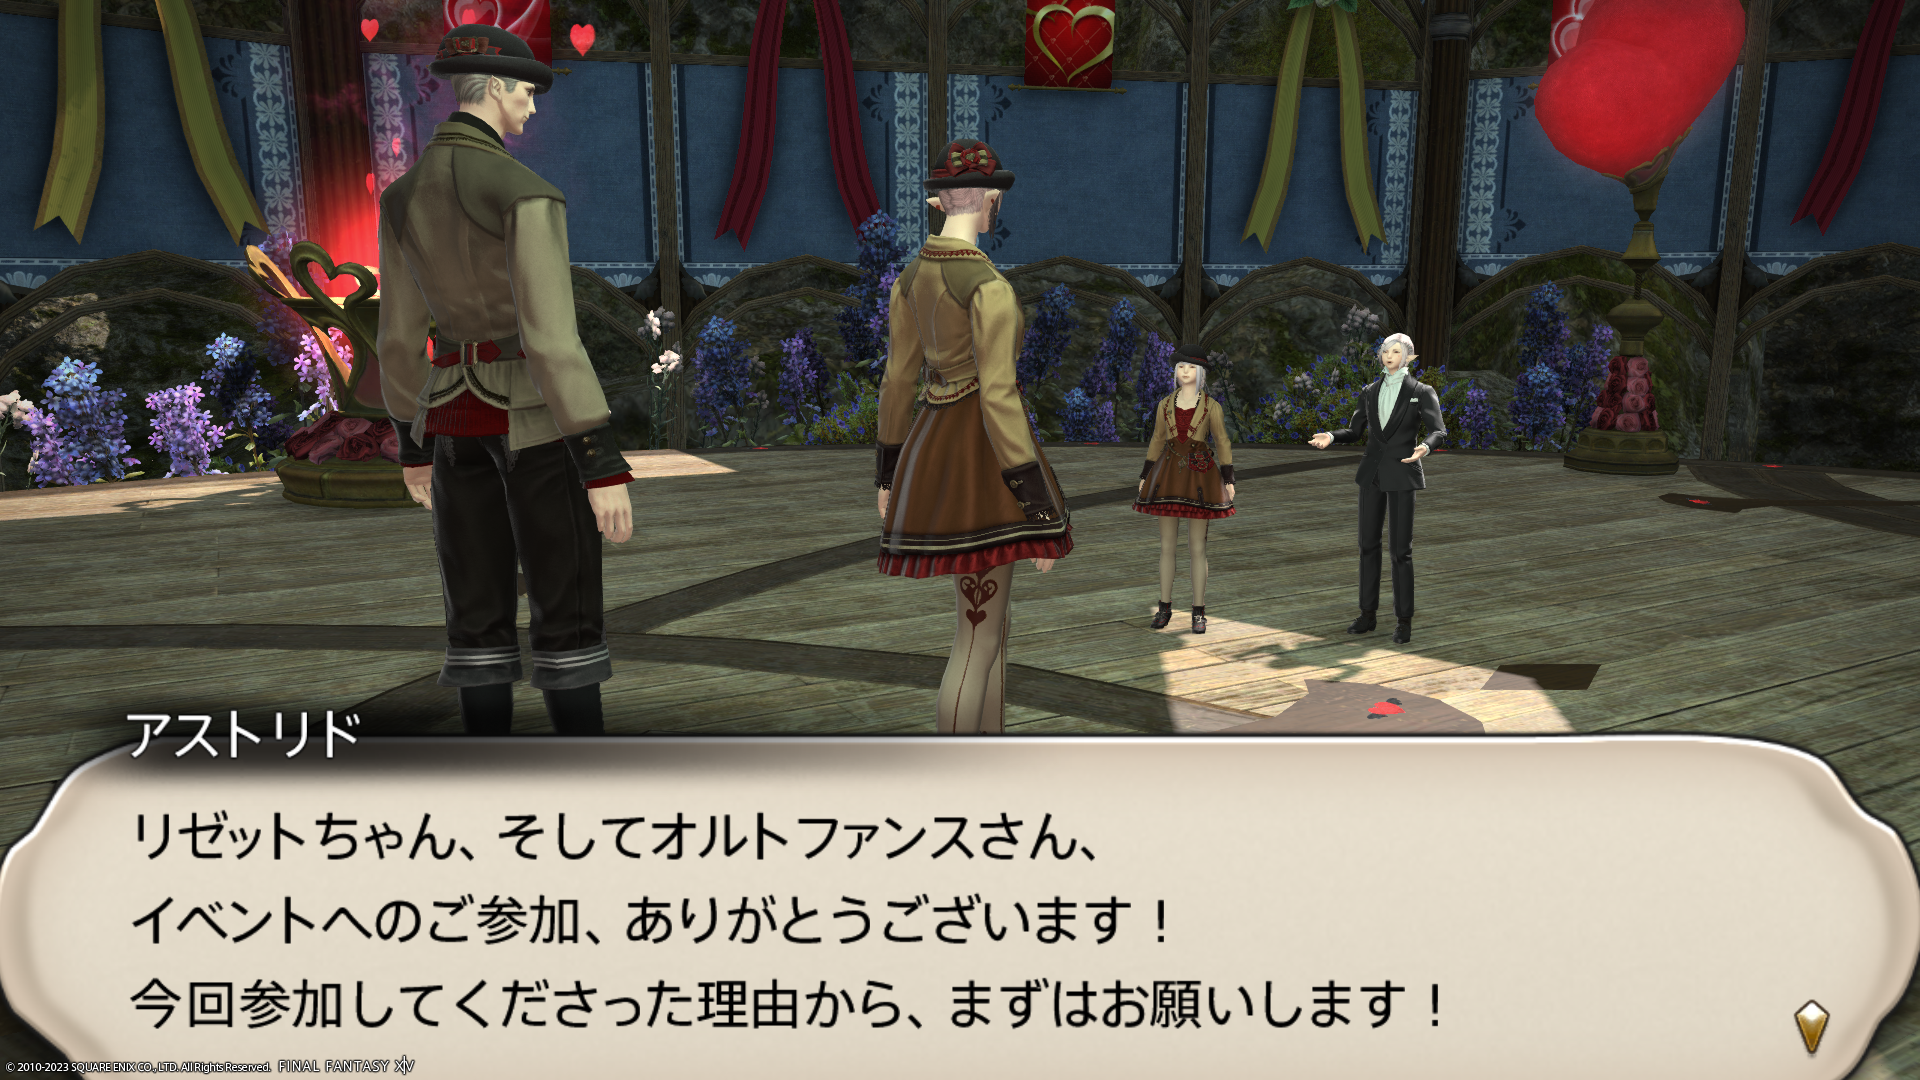 アストリド
リゼットちゃん、そしてオルトファンスさん、
イベントへのご参加、ありがとうございます！
今回参加してくださった理由から、まずはお願いします！
© 2010-2023 SQUARE ENIX CO., LTD. All Rights Reserved. FINAL FANTASY XIV